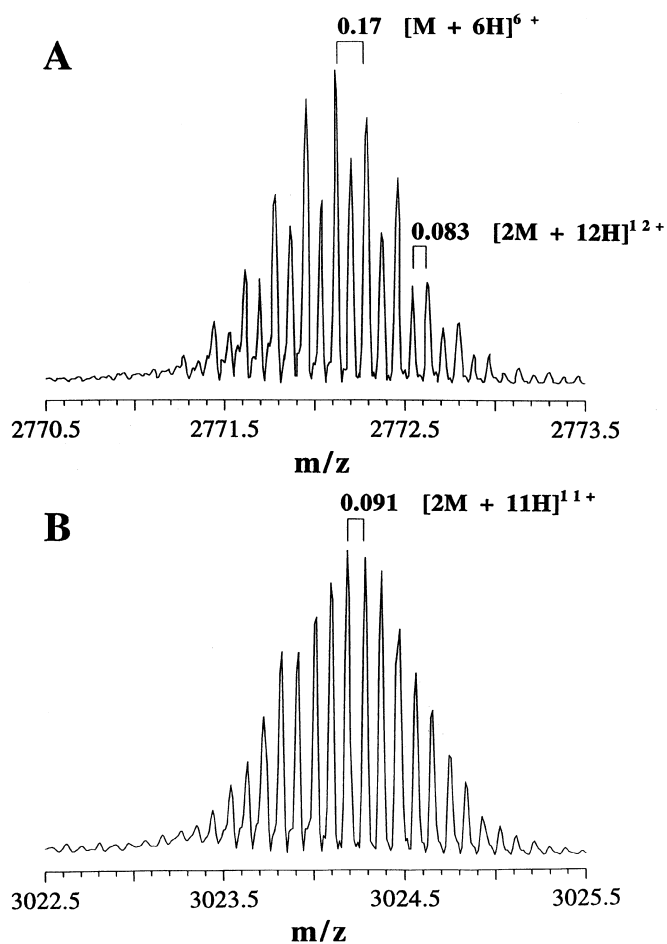 0.17 [M + 6H]⁶⁺
A
0.083 [2M + 12H]¹²⁺
2770.5 2771.5 2772.5 2773.5
m/z
0.091 [2M + 11H]¹¹⁺
B
3022.5 3023.5 3024.5 3025.5
m/z